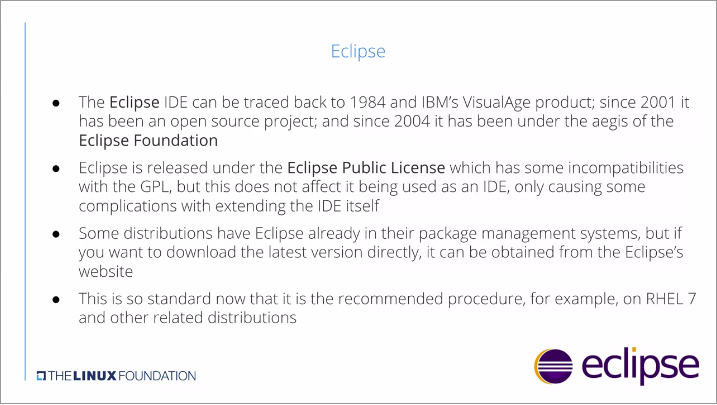 Eclipse
● The Eclipse IDE can be traced back to 1984 and IBM's VisualAge product; since 2001 it
has been an open source project; and since 2004 it has been under the aegis of the
Eclipse Foundation
● Eclipse is released under the Eclipse Public License which has some incompatibilities
with the GPL, but this does not affect it being used as an IDE, only causing some
complications with extending the IDE itself
● Some distributions have Eclipse already in their package management systems, but if
you want to download the latest version directly, it can be obtained from the Eclipse's
website
● This is so standard now that it is the recommended procedure, for example, on RHEL 7
and other related distributions
THE LINUX FOUNDATION
eclipse